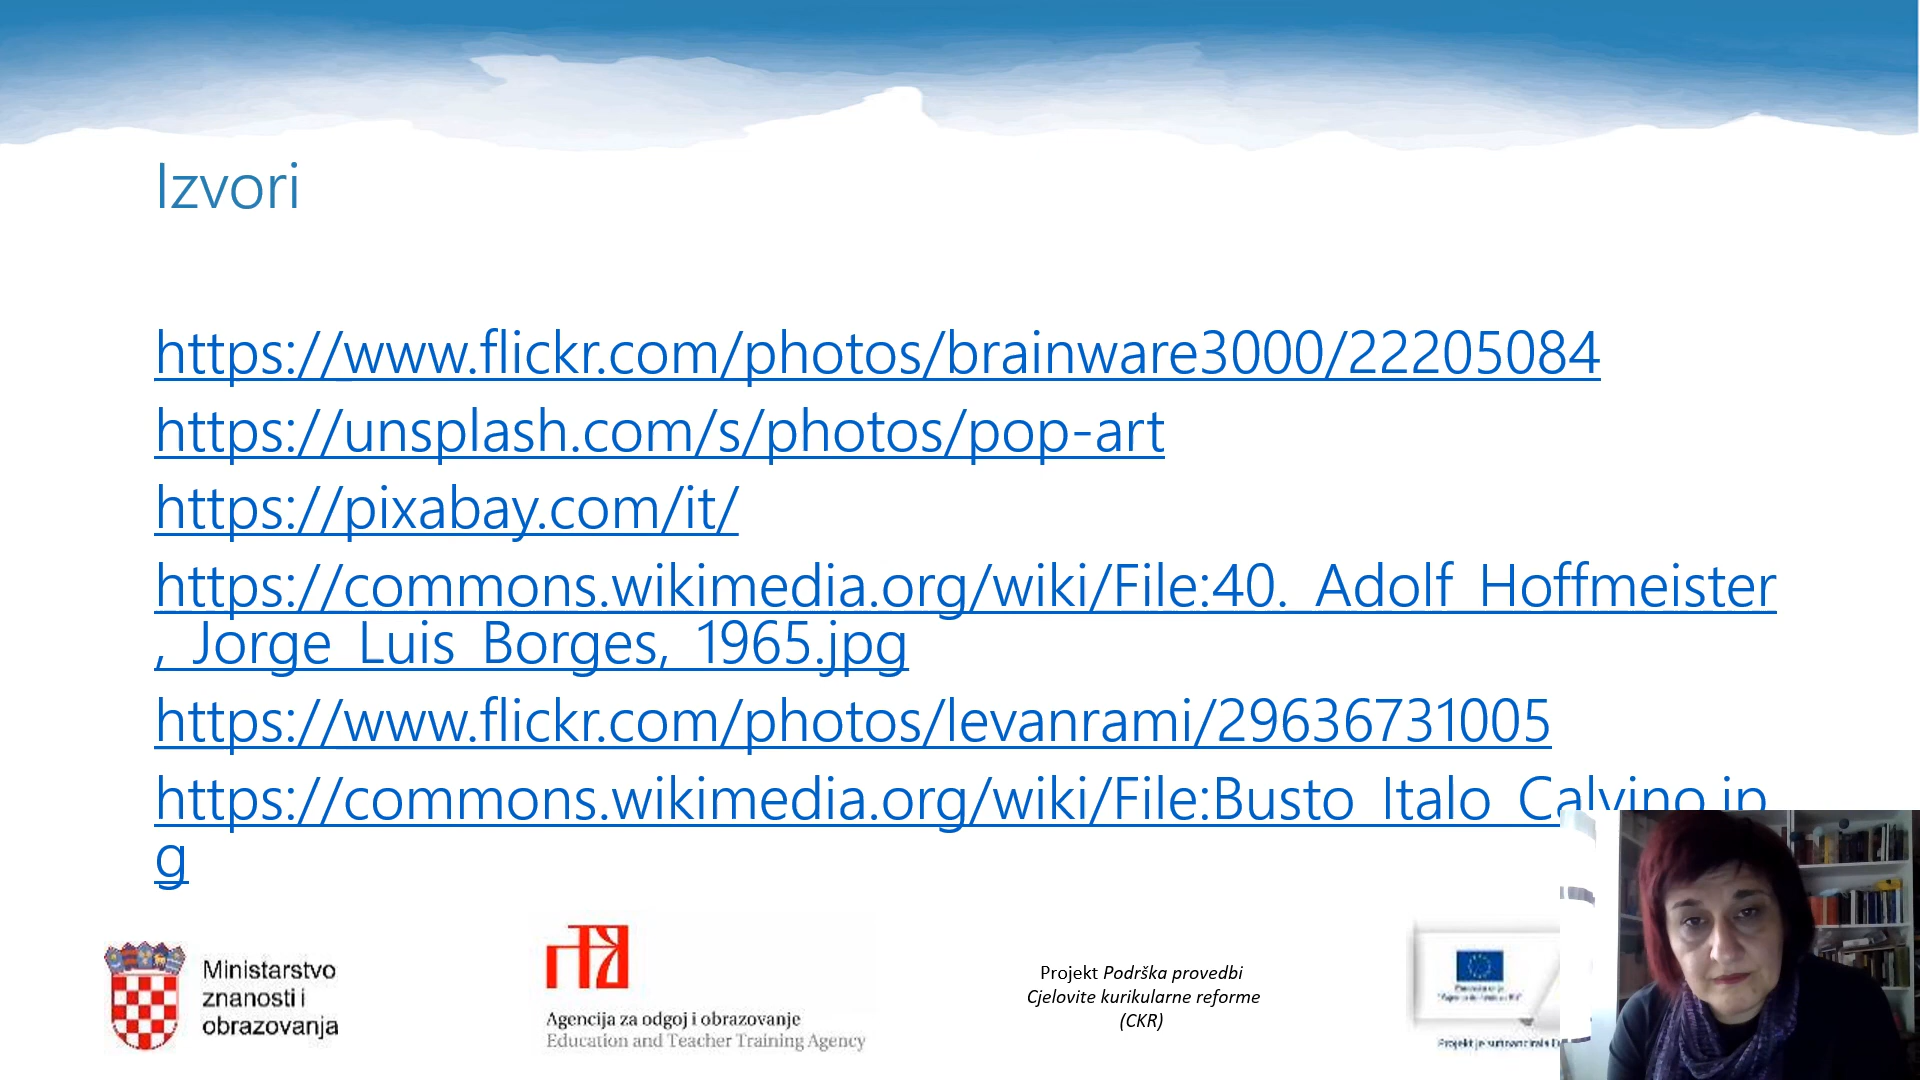 Izvori
https://www.flickr.com/photos/brainware3000/22205084
https://unsplash.com/s/photos/pop-art
https://pixabay.com/it/
https://commons.wikimedia.org/wiki/File:40._Adolf_Hoffmeister
,_Jorge_Luis_Borges,_1965.jpg
https://www.flickr.com/photos/levanrami/29636731005
https://commons.wikimedia.org/wiki/File:Busto_Italo_Calvino.jp
g
Ministarstvo
znanosti i
obrazovanja
Agencija za odgoj i obrazovanje
Education and Teacher Training Agency
Projekt Podrška provedbi
Cjelovite kurikularne reforme
(CKR)
Projekt je sufinancirala